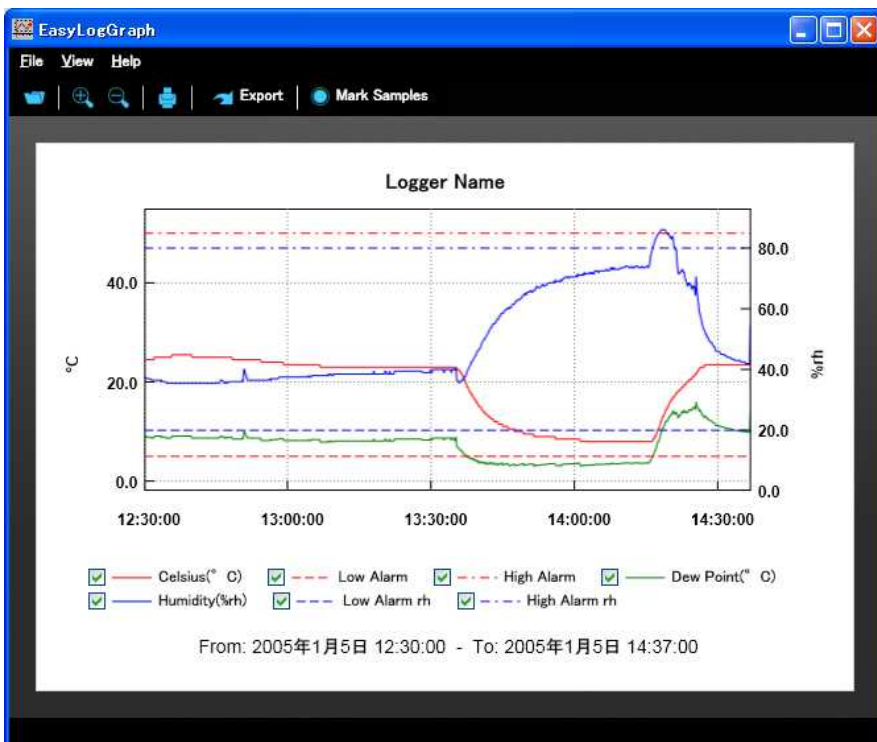 EasyLogGraph
File View Help
Export Mark Samples
Logger Name
80.0
40.0
60.0
°C
%rh
20.0
40.0
20.0
0.0
0.0
12:30:00 13:00:00 13:30:00 14:00:00 14:30:00
Celsius(° C) Low Alarm High Alarm Dew Point(° C)
Humidity(%rh) Low Alarm rh High Alarm rh
From: 2005年1月5日 12:30:00 - To: 2005年1月5日 14:37:00